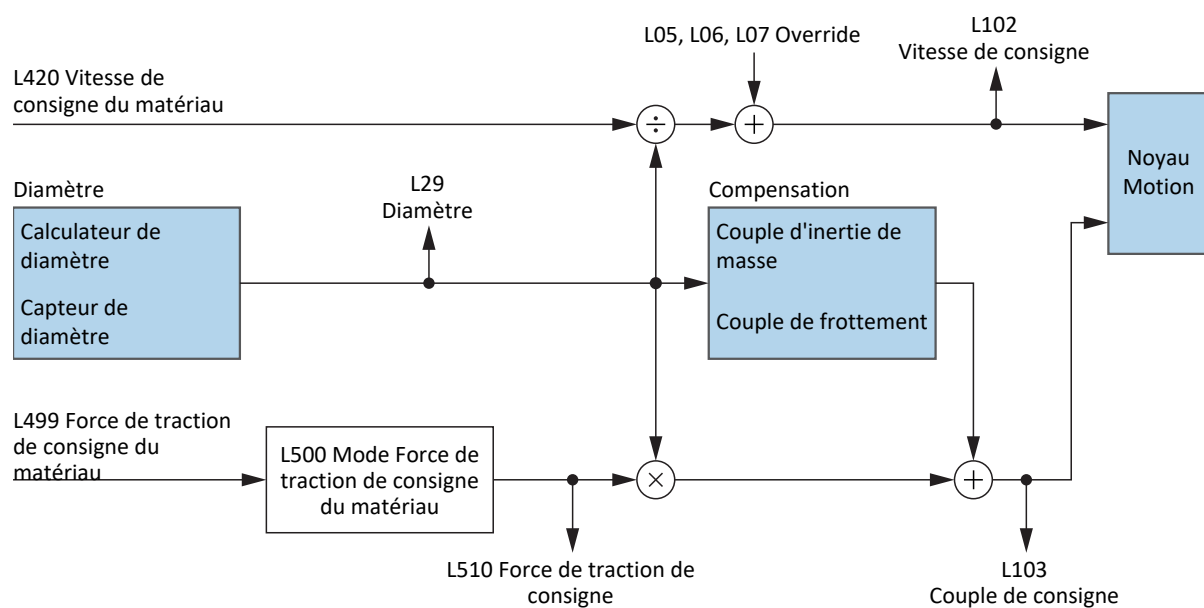 L05, L06, L07 Override
L102
Vitesse de consigne
L420 Vitesse de
consigne du matériau
÷
+
Noyau
Motion
Diamètre
L29
Diamètre
Compensation
Calculateur de
diamètre
Capteur de
diamètre
Couple d'inertie de
masse
Couple de frottement
L499 Force de traction
de consigne du
matériau
L500 Mode Force de
traction de consigne
du matériau
×
+
L510 Force de traction de
consigne
L103
Couple de consigne